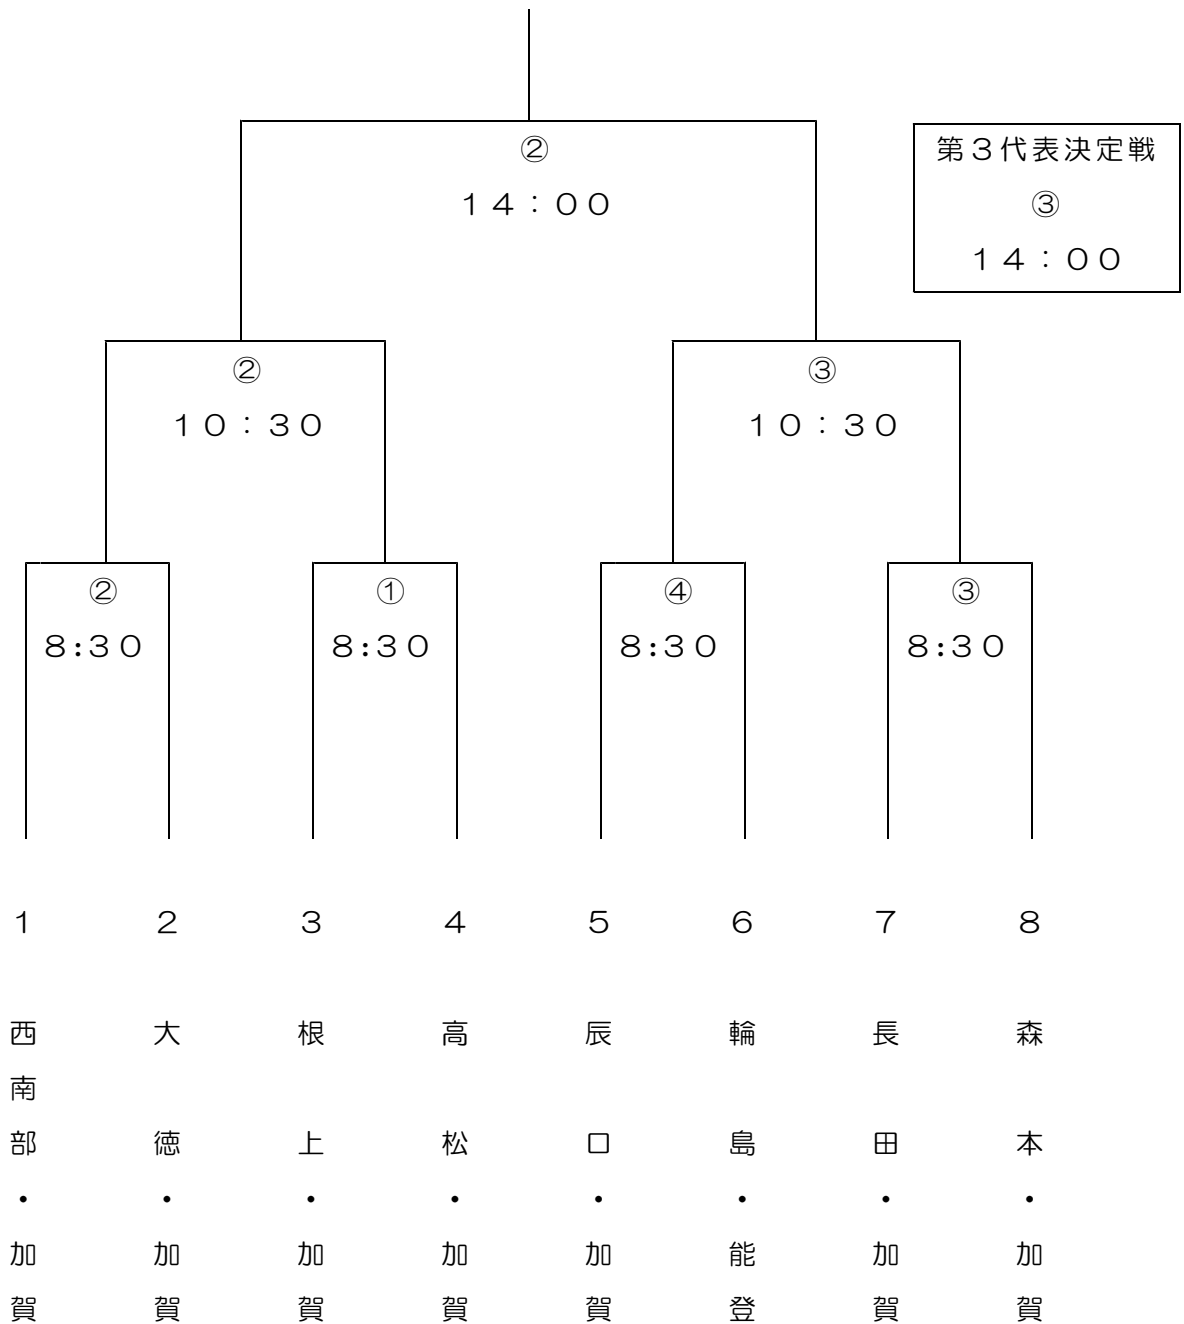 ②
14：00
第3代表決定戦
③
14：00
②
10：30
③
10：30
②
8:30
①
8:30
④
8:30
③
8:30
1
2
3
4
5
6
7
8
西南部・加賀
大徳・加賀
根上・加賀
高松・加賀
辰口・加賀
輪島・能登
長田・加賀
森本・加賀